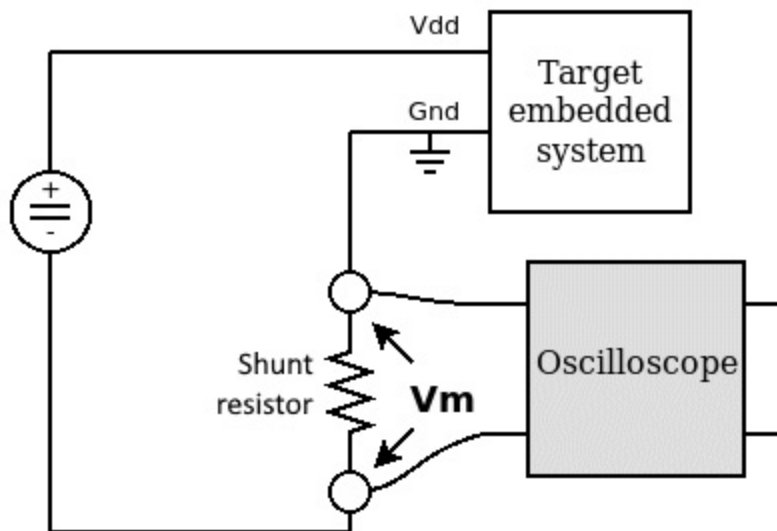 Vdd
Target
embedded
system
Gnd
+
-
Shunt
resistor
Vm
Oscilloscope